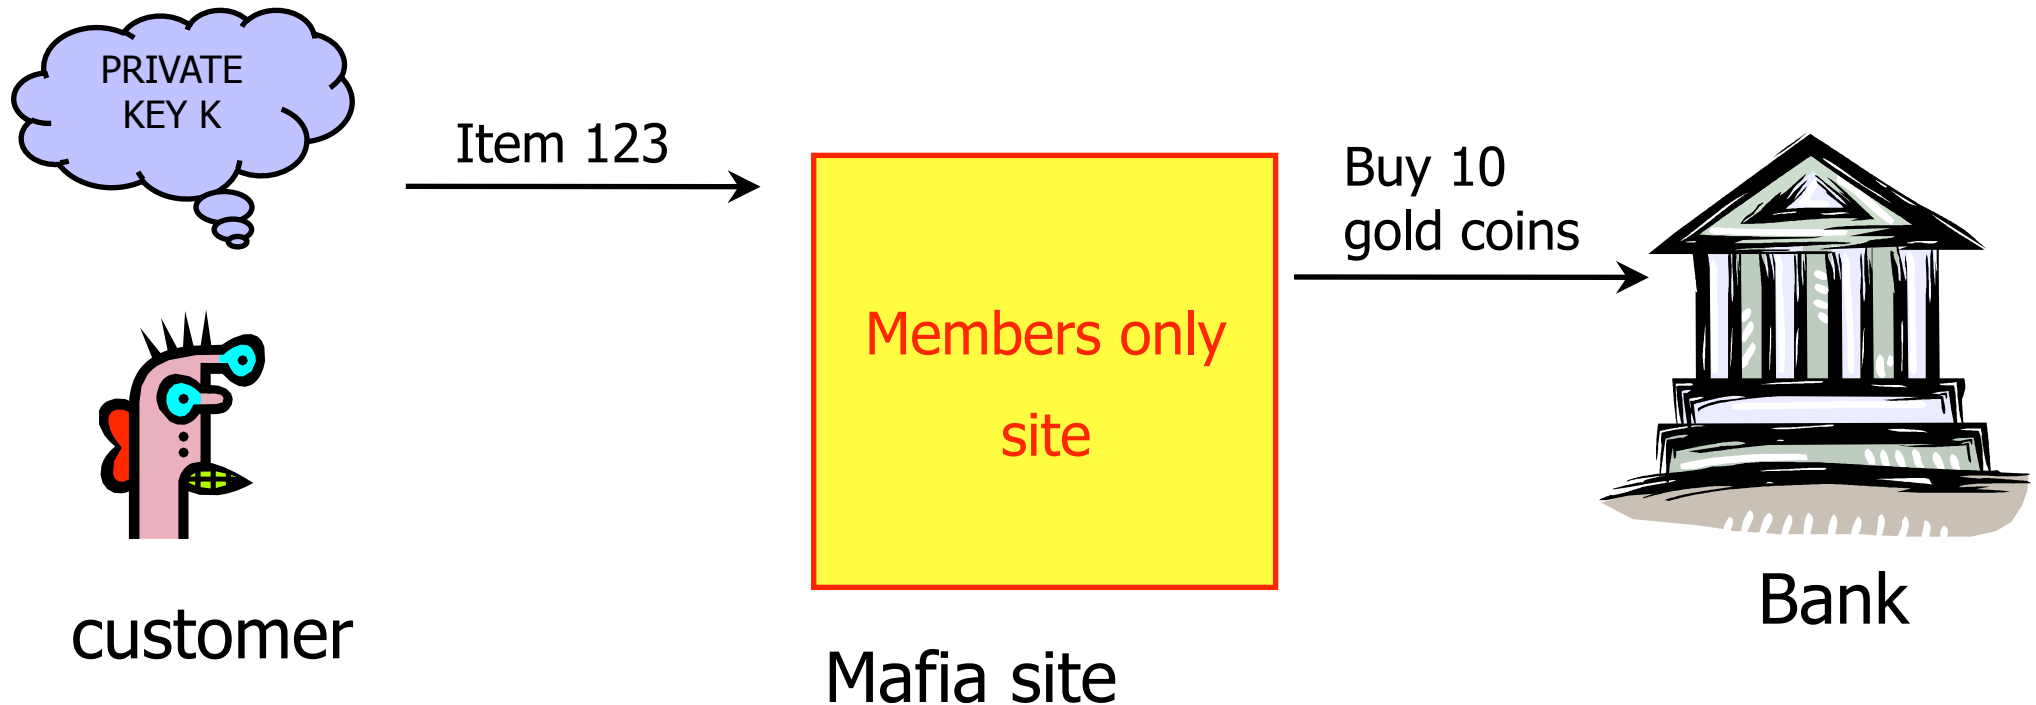 PRIVATE
KEY K
Item 123
Buy 10
gold coins
Members only
site
customer
Mafia site
Bank